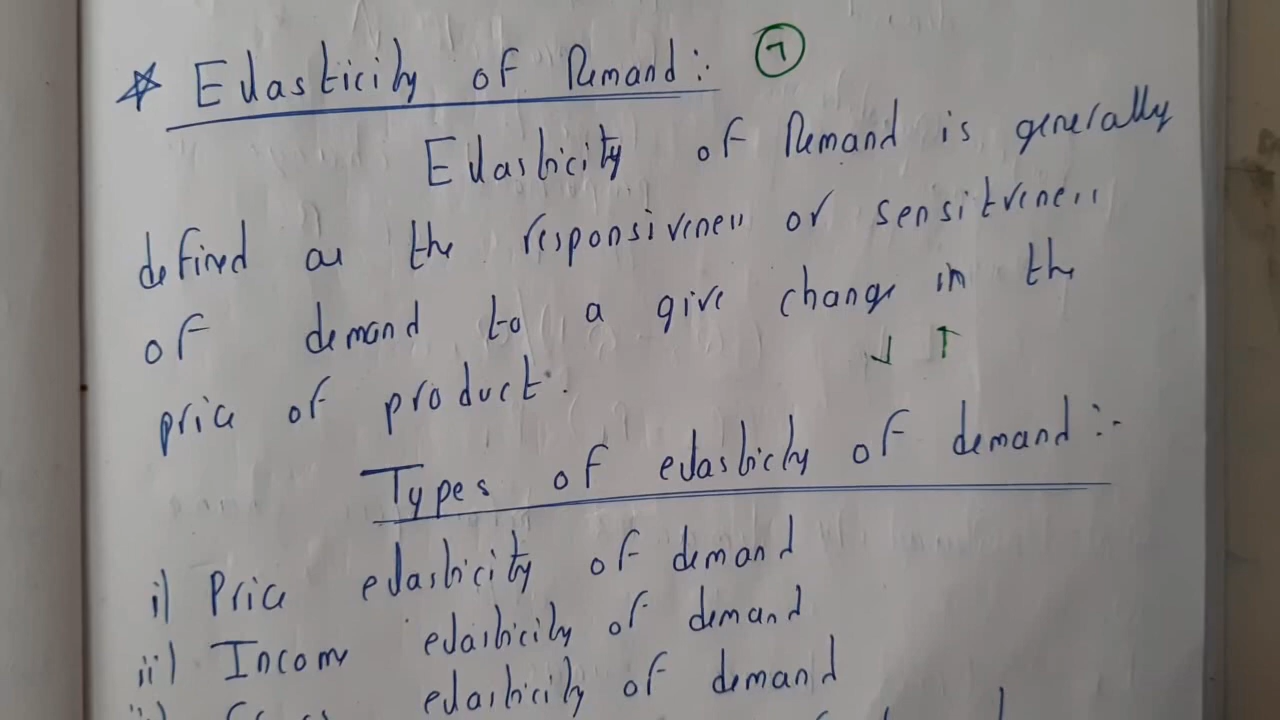 * Elasticity of Demand :- 7
Elasticity of Demand is generally
defined as the responsiveness or sensitiveness
of demand to a give change in the
↓ ↑
price of product.
Types of elasticity of demand :-
i) Price elasticity of demand
ii) Income elasticity of demand
elasticity of demand